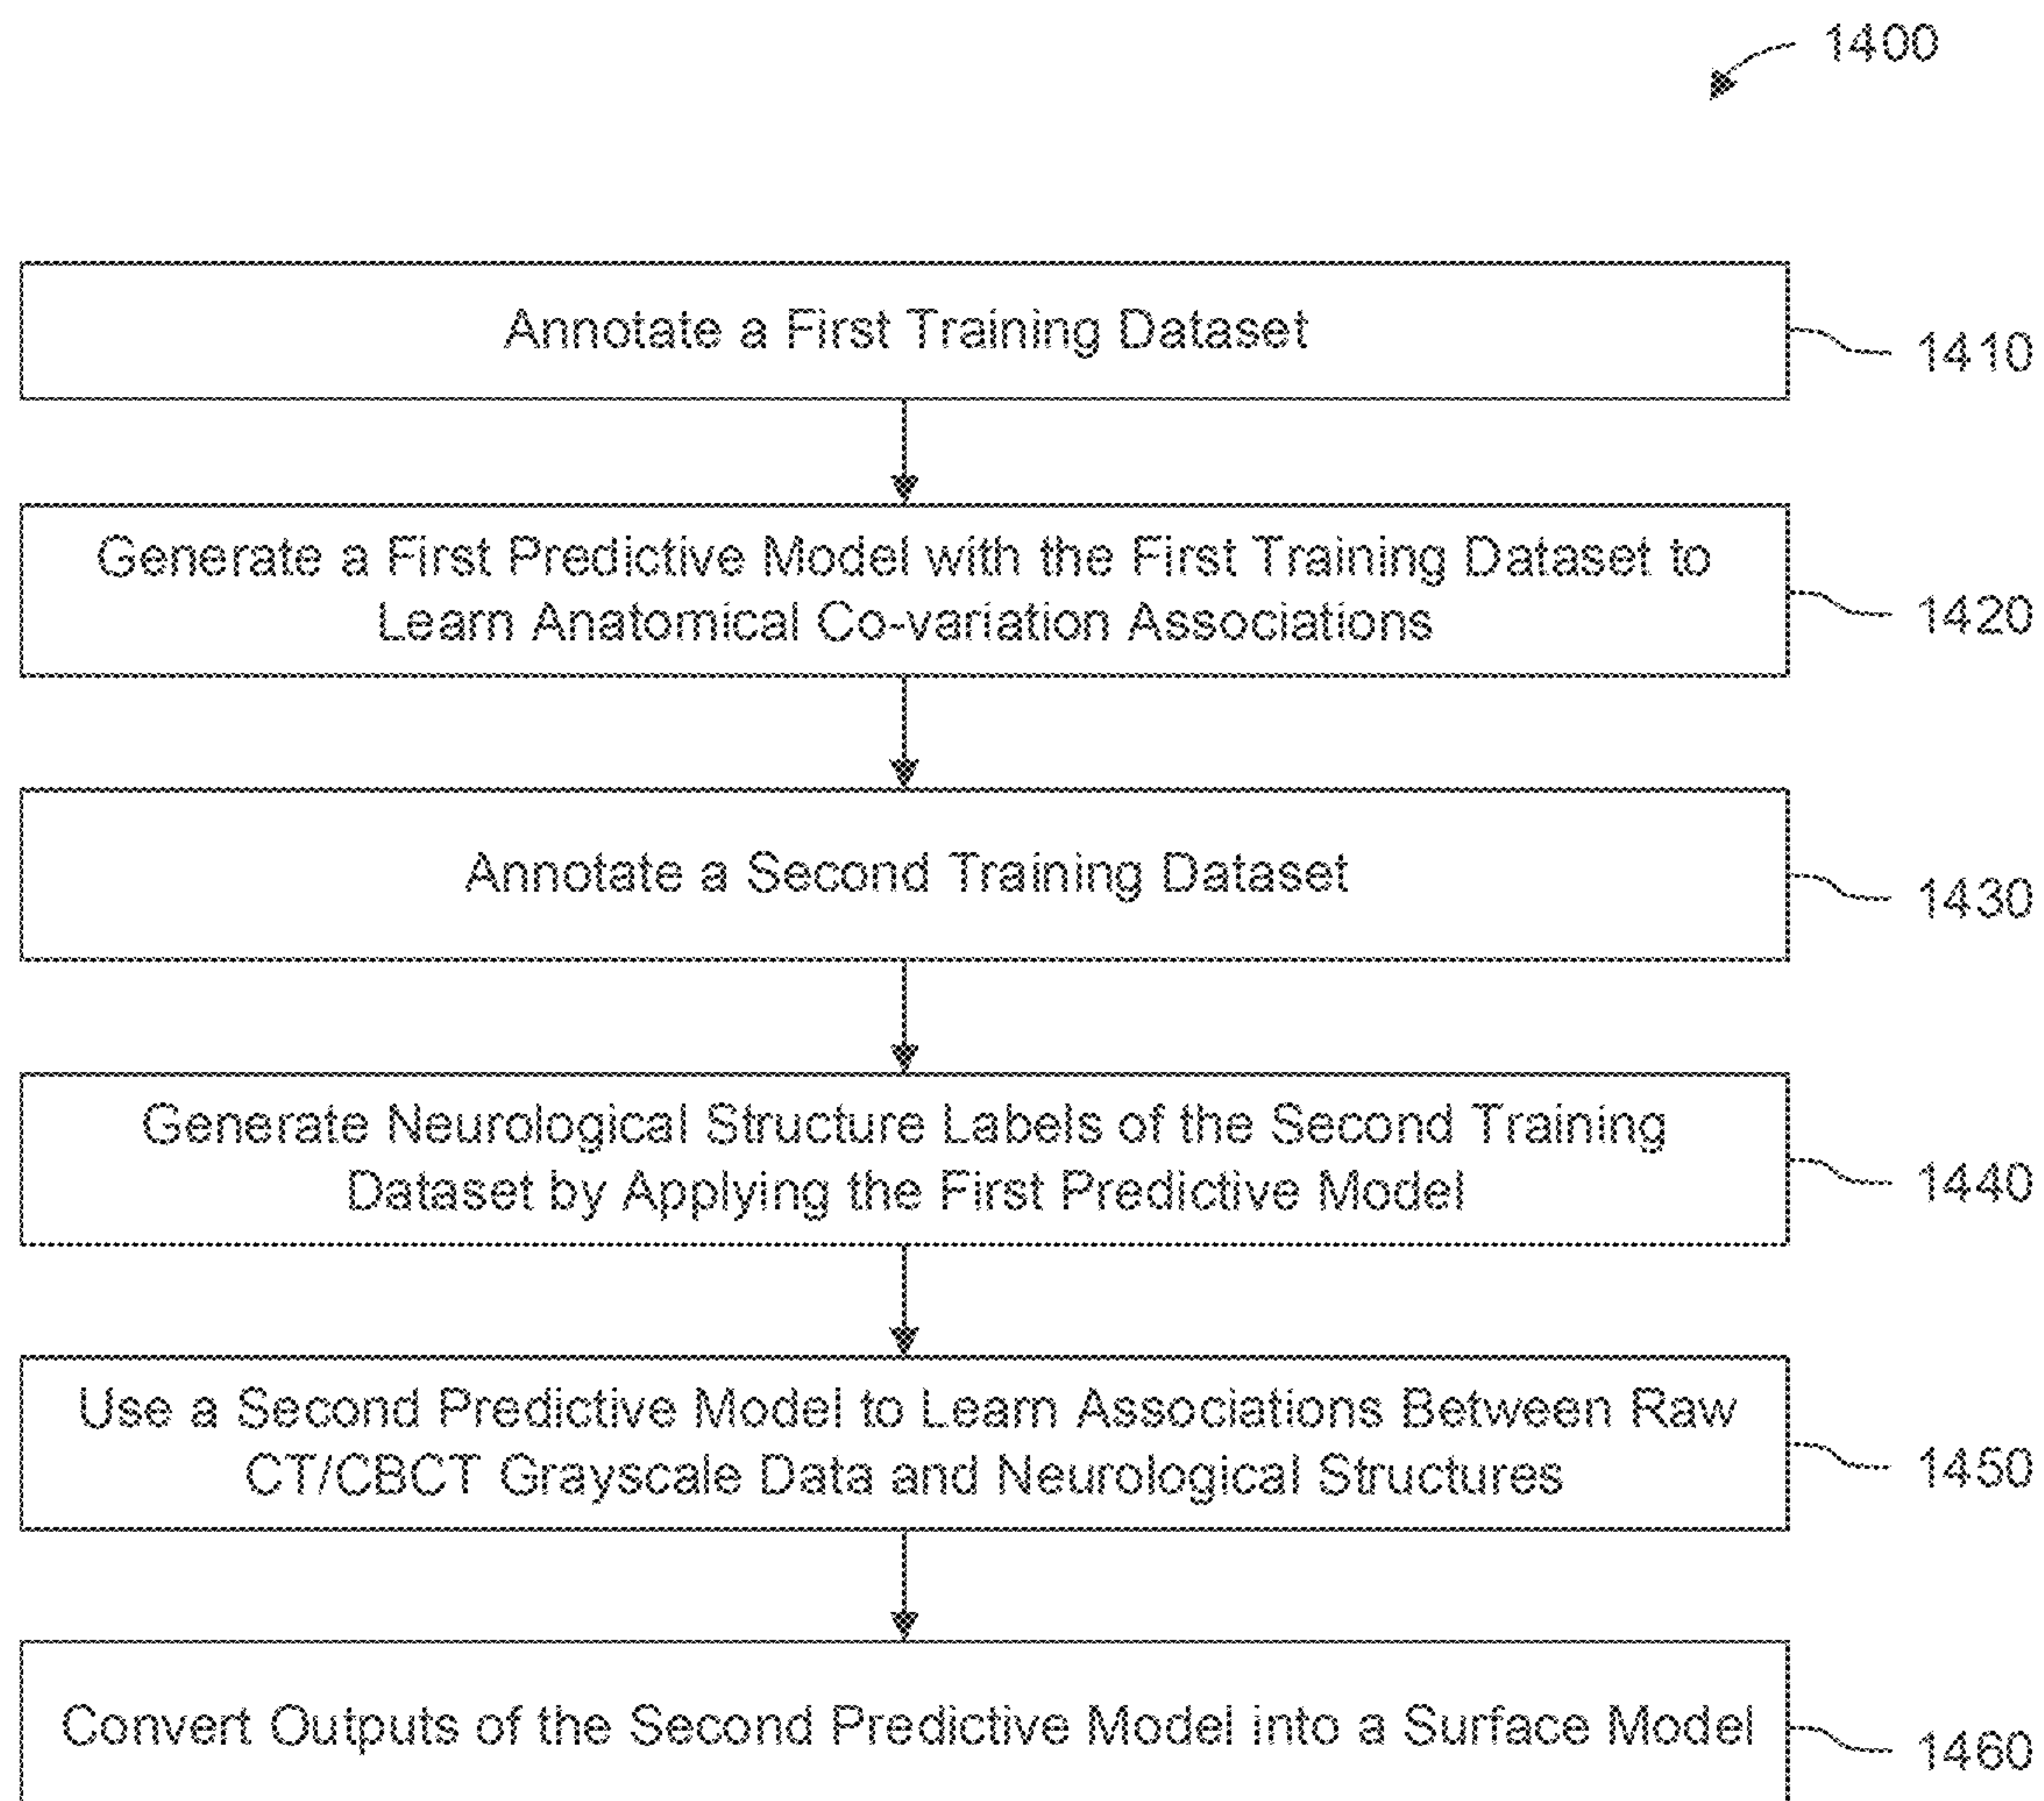 1400
Annotate a First Training Dataset
1410
Generate a First Predictive Model with the First Training Dataset to
Learn Anatomical Co-variation Associations
1420
Annotate a Second Training Dataset
1430
Generate Neurological Structure Labels of the Second Training
Dataset by Applying the First Predictive Model
1440
Use a Second Predictive Model to Learn Associations Between Raw
CT/CBCT Grayscale Data and Neurological Structures
1450
Convert Outputs of the Second Predictive Model into a Surface Model
1460